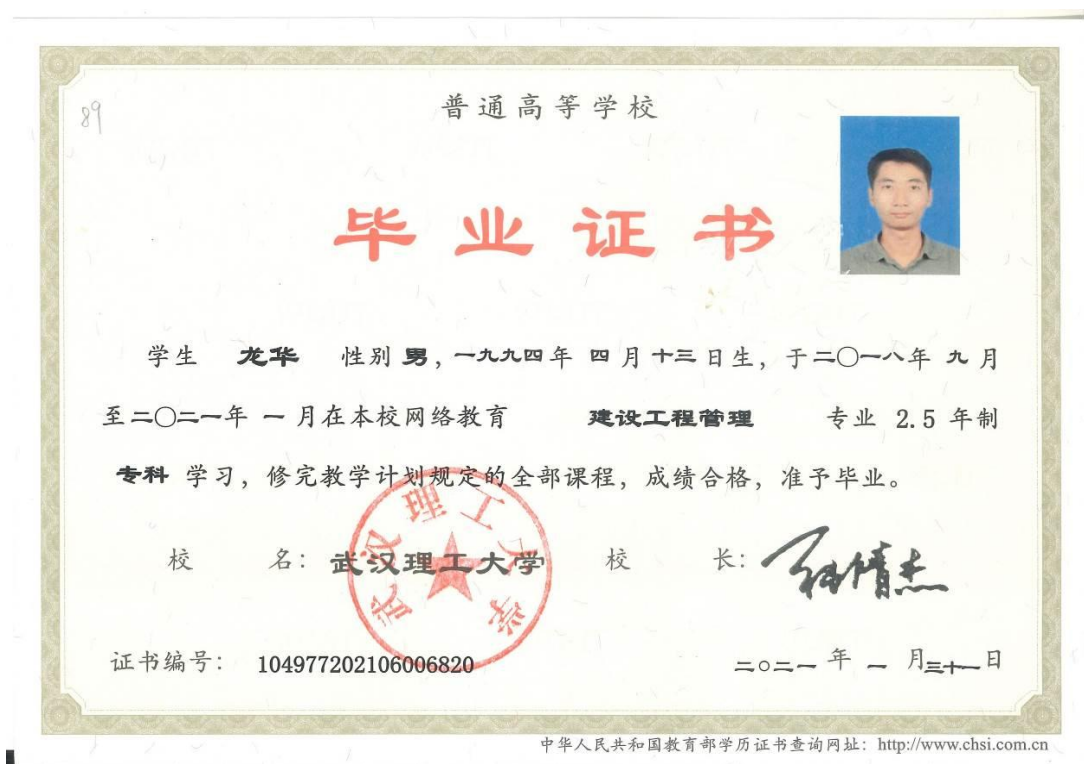 89
普通高等学校
毕业证书
学生 龙华 性别 男，一九九四年 四 月 十三 日生，于二〇一八年 九 月
至二〇二一年 一 月在本校网络教育 建设工程管理 专业 2.5 年制
专科 学习，修完教学计划规定的全部课程，成绩合格，准予毕业。
校 名：武汉理工大学 校 长：
武汉理工大学
证书编号： 104977202106006820 二〇二一 年 一 月三十一日
中华人民共和国教育部学历证书查询网址：http://www.chsi.com.cn